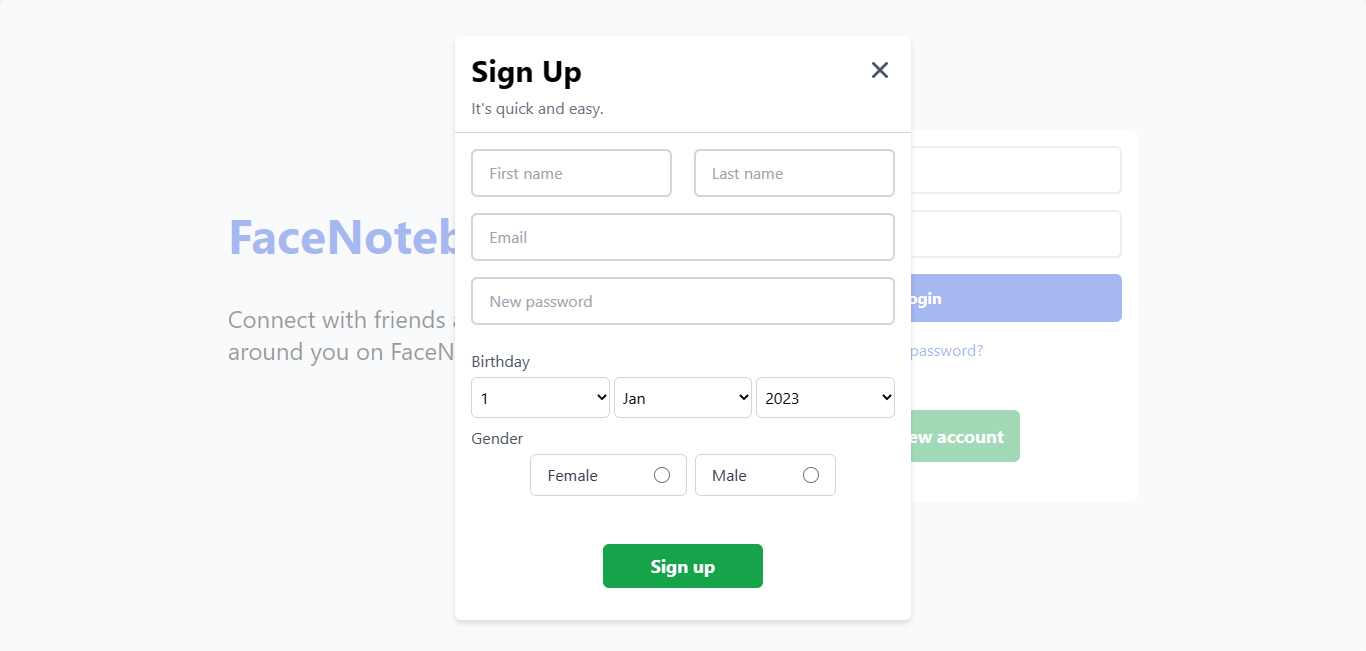 Sign Up
It's quick and easy.
First name Last name
Email
New password
Birthday
1 Jan 2023
Gender
Female Male
Sign up
FaceNoteb
Connect with friends
around you on FaceN
ogin
password?
ew account